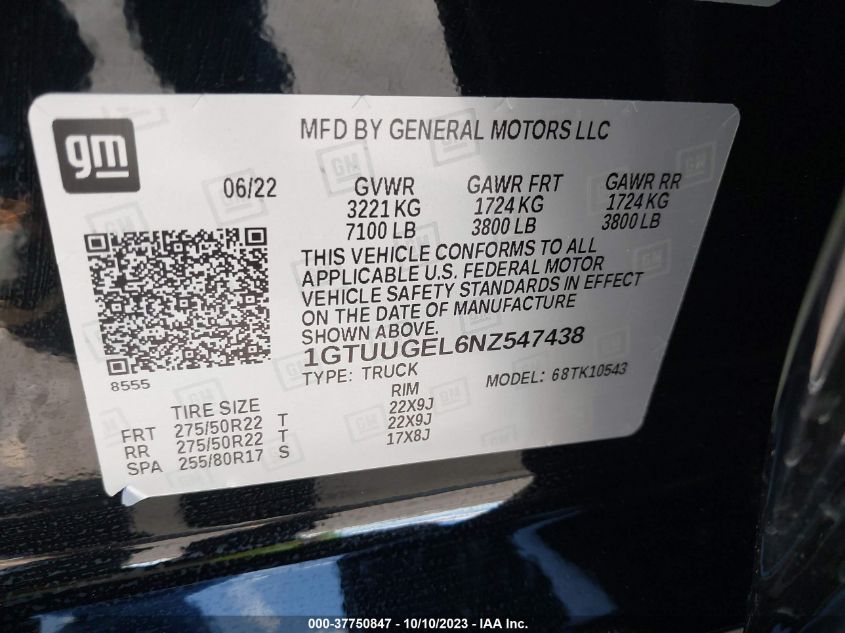 gm
MFD BY GENERAL MOTORS LLC
06/22 GVWR GAWR FRT GAWR RR
3221 KG 1724 KG 1724 KG
7100 LB 3800 LB 3800 LB
THIS VEHICLE CONFORMS TO ALL
APPLICABLE U.S. FEDERAL MOTOR
VEHICLE SAFETY STANDARDS IN EFFECT
ON THE DATE OF MANUFACTURE
SHOWN ABOVE.
1GTUUGEL6NZ547438
8555
TYPE: TRUCK MODEL: 68TK10543
TIRE SIZE RIM
FRT 275/50R22 T 22X9J
RR 275/50R22 T 22X9J
SPA 255/80R17 S 17X8J
000-37750847 - 10/10/2023 - IAA Inc.